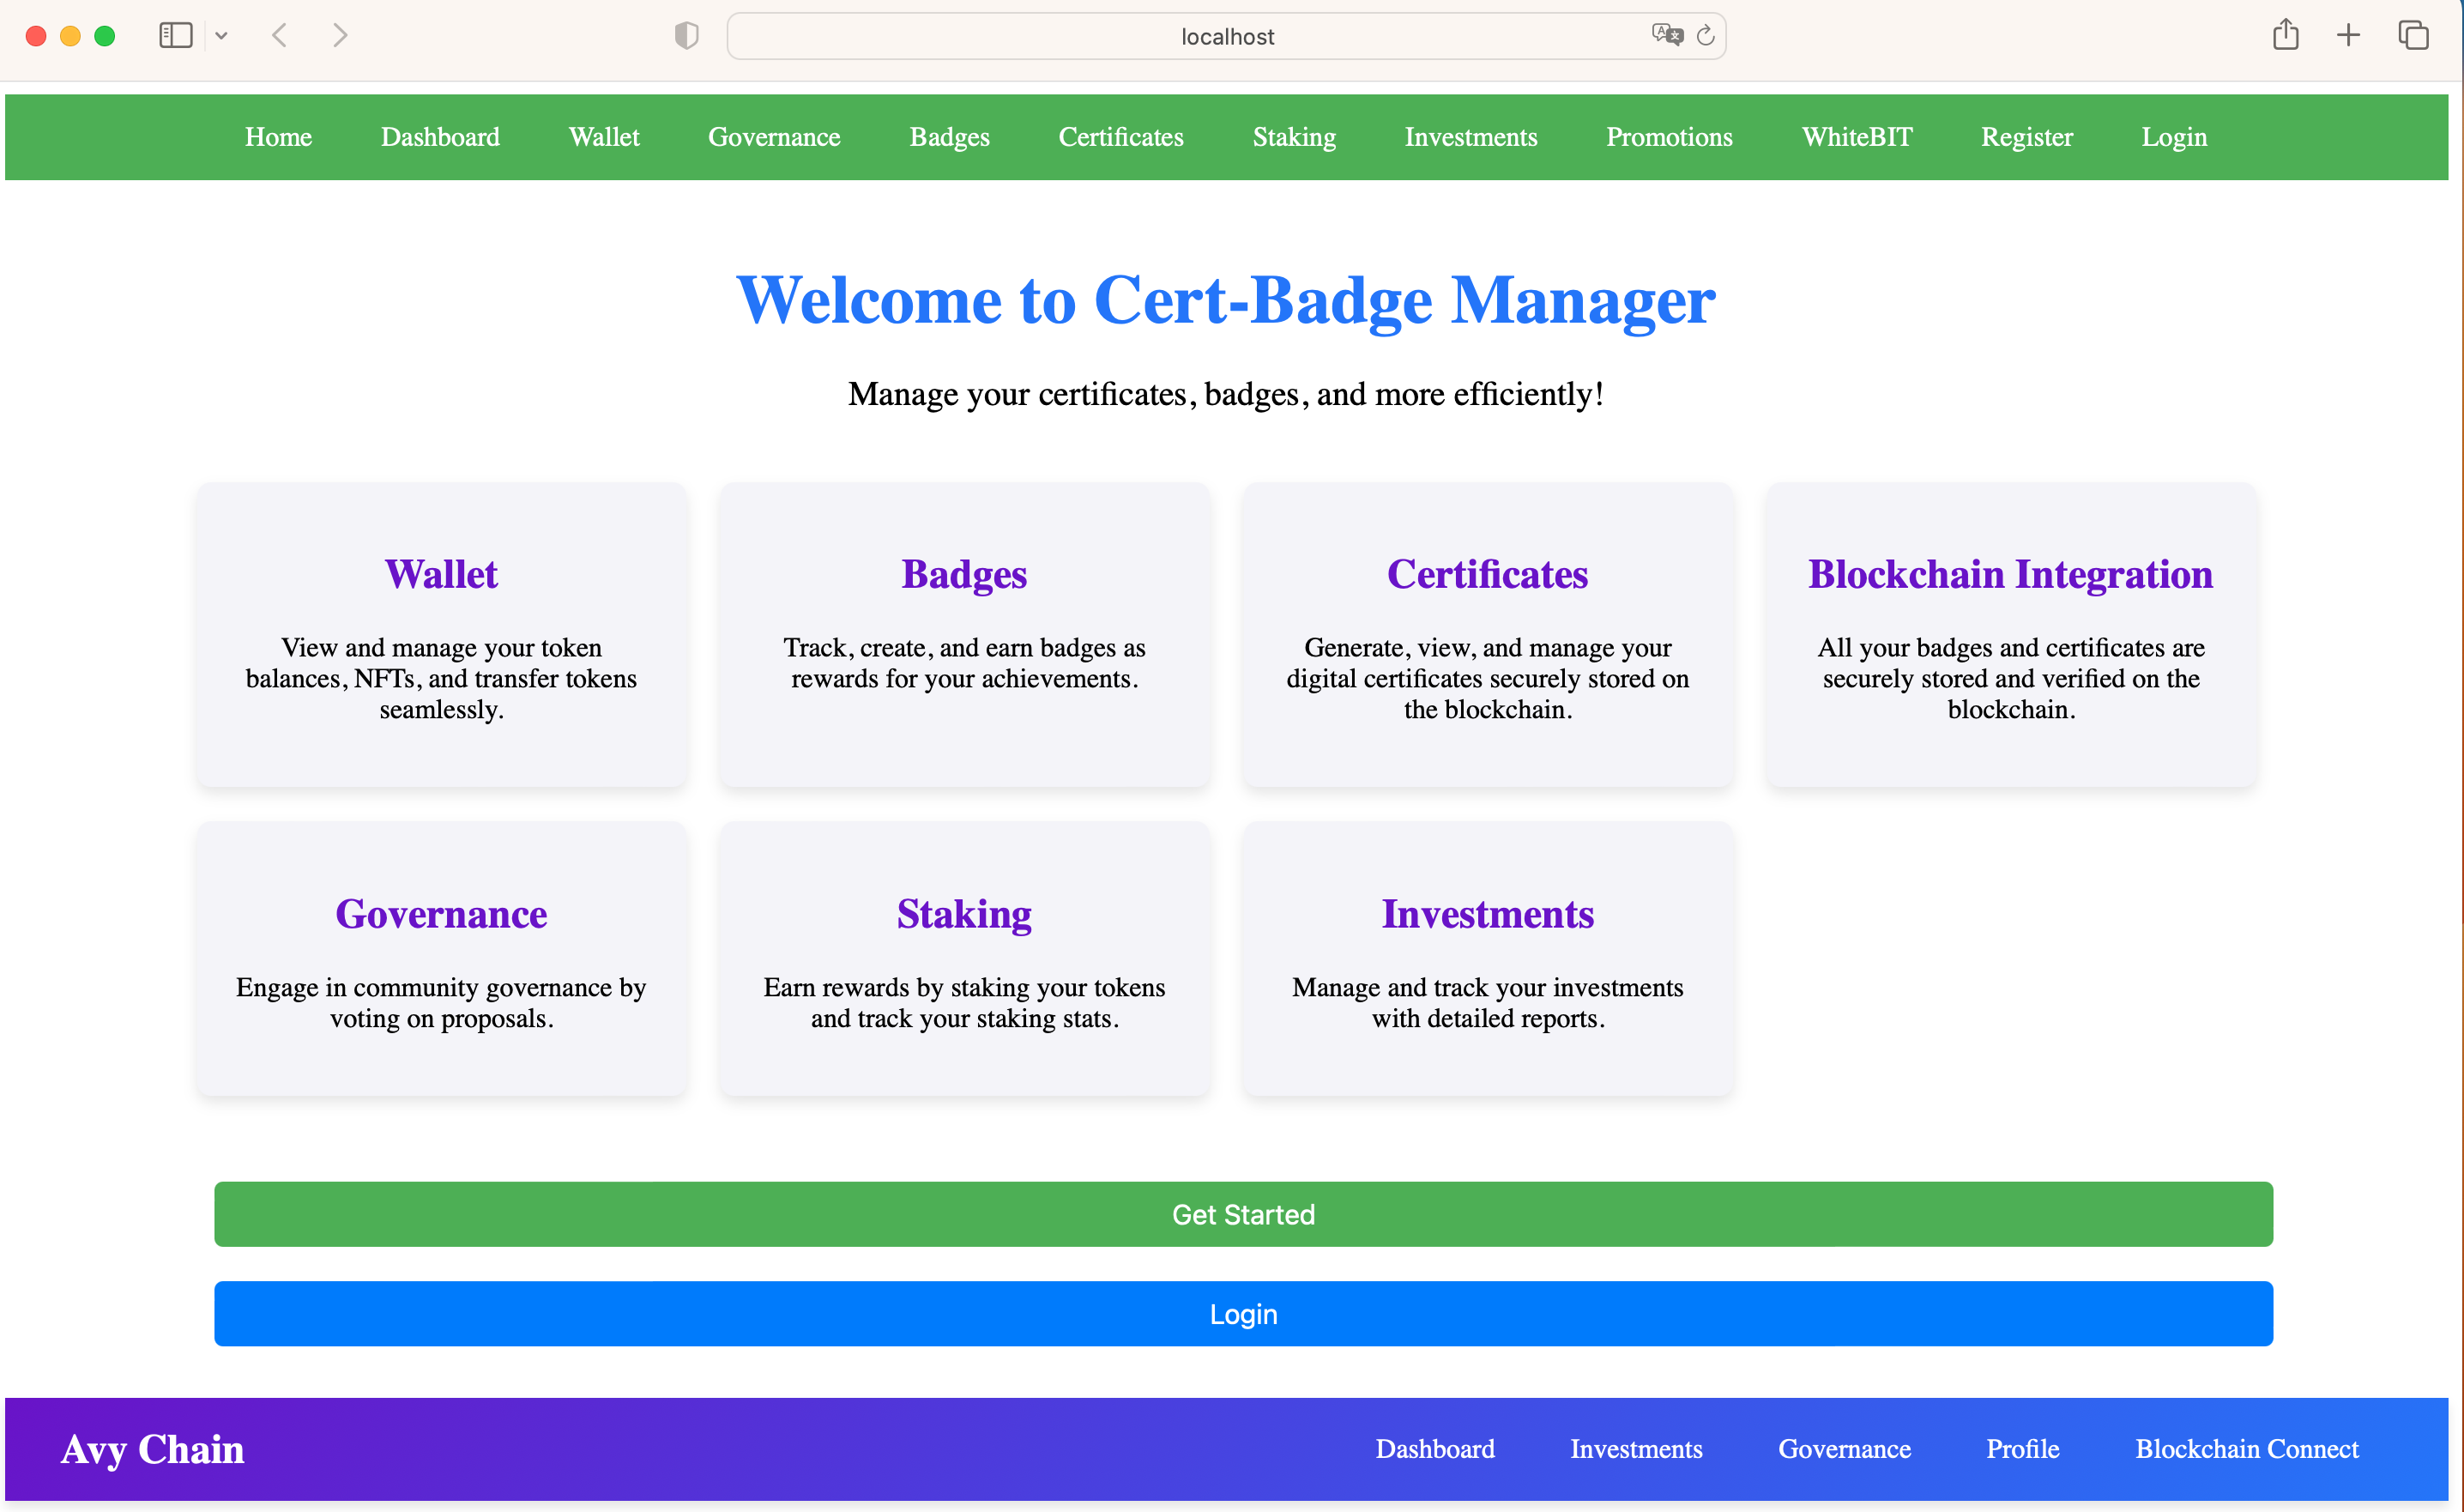 localhost
Home Dashboard Wallet Governance Badges Certificates Staking Investments Promotions WhiteBIT Register Login
Welcome to Cert-Badge Manager
Manage your certificates, badges, and more efficiently!
Wallet
View and manage your token
balances, NFTs, and transfer tokens
seamlessly.
Badges
Track, create, and earn badges as
rewards for your achievements.
Certificates
Generate, view, and manage your
digital certificates securely stored on
the blockchain.
Blockchain Integration
All your badges and certificates are
securely stored and verified on the
blockchain.
Governance
Engage in community governance by
voting on proposals.
Staking
Earn rewards by staking your tokens
and track your staking stats.
Investments
Manage and track your investments
with detailed reports.
Get Started
Login
Avy Chain Dashboard Investments Governance Profile Blockchain Connect